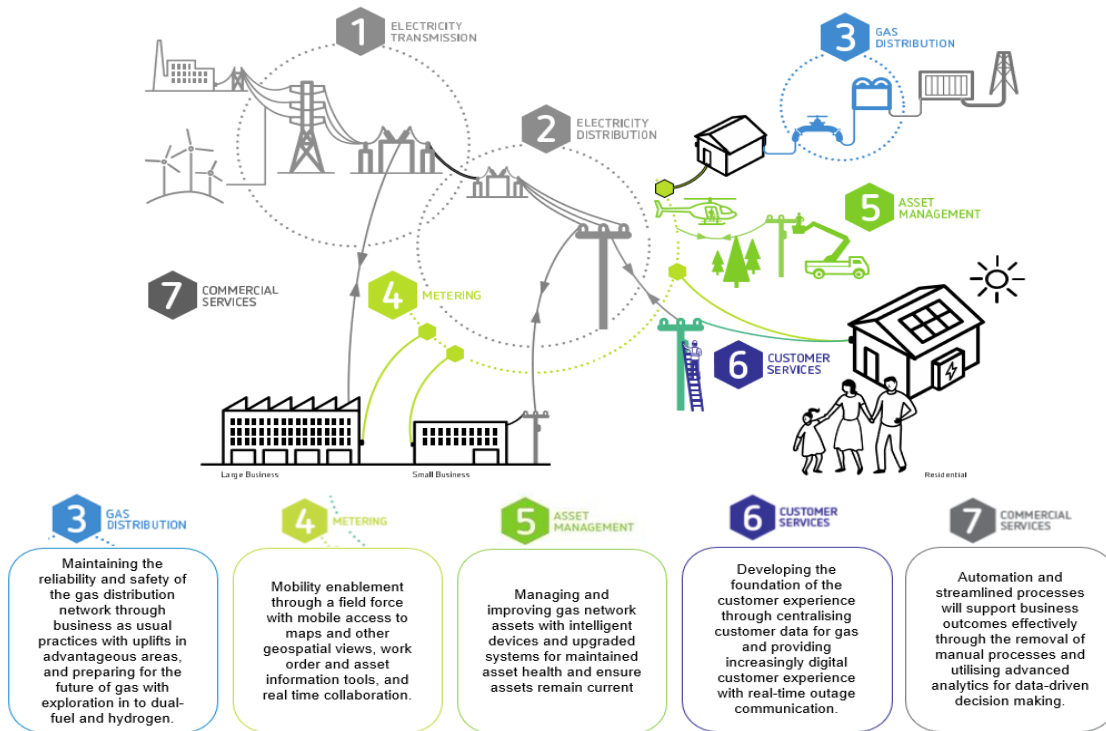 1
ELECTRICITY
TRANSMISSION
3
GAS
DISTRIBUTION
2
ELECTRICITY
DISTRIBUTION
5
ASSET
MANAGEMENT
7
COMMERCIAL
SERVICES
4
METERING
6
CUSTOMER
SERVICES
Large Business
Small Business
Residential
3
GAS
DISTRIBUTION
Maintaining the
reliability and safety of
the gas distribution
network through
business as usual
practices with uplifts in
advantageous areas,
and preparing for the
future of gas with
exploration in to dual-
fuel and hydrogen.
4
METERING
Mobility enablement
through a field force
with mobile access to
maps and other
geospatial views, work
order and asset
information tools, and
real time collaboration.
5
ASSET
MANAGEMENT
Managing and
improving gas network
assets with intelligent
devices and upgraded
systems for maintained
asset health and ensure
assets remain current
6
CUSTOMER
SERVICES
Developing the
foundation of the
customer experience
through centralising
customer data for gas
and providing
increasingly digital
customer experience
with real-time outage
communication.
7
COMMERCIAL
SERVICES
Automation and
streamlined processes
will support business
outcomes effectively
through the removal of
manual processes and
utilising advanced
analytics for data-driven
decision making.